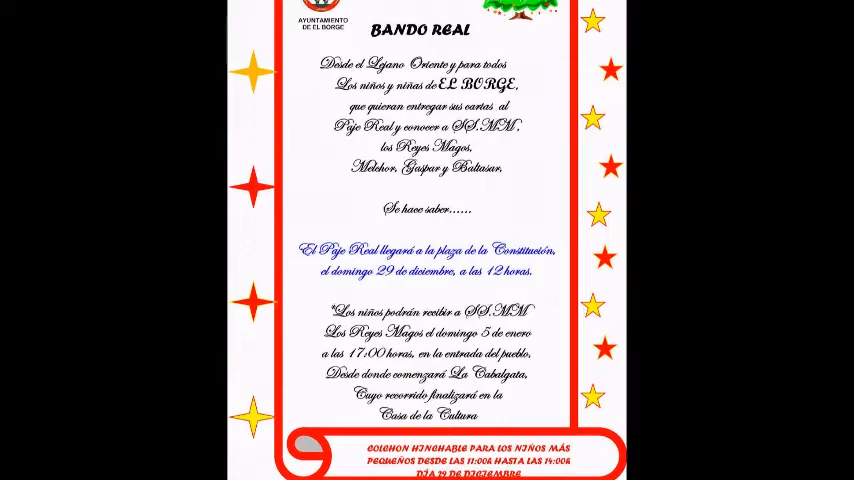 AYUNTAMIENTO
DE EL BORGE
BANDO REAL
Desde el Lejano Oriente y para todos
Los niños y niñas de EL BORGE,
que quieran entregar sus cartas al
Paje Real y conocer a SS.MM,
los Reyes Magos,
Melchor, Gaspar y Baltasar,
Se hace saber......
El Paje Real llegará a la plaza de la Constitución,
el domingo 29 de diciembre, a las 12 horas.
*Los niños podrán recibir a SS.MM
Los Reyes Magos el domingo 5 de enero
a las 17:00 horas, en la entrada del pueblo,
Desde donde comenzará La Cabalgata,
Cuyo recorrido finalizará en la
Casa de la Cultura
COLCHON HINCHABLE PARA LOS NIÑOS MÁS
PEQUEÑOS DESDE LAS 11:00H HASTA LAS 14:00H
DÍA 29 DE DICIEMBRE